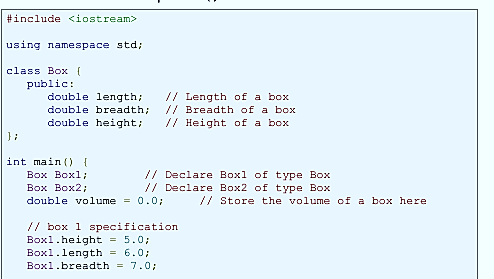 #include <iostream>
using namespace std;
class Box {
public:
double length; // Length of a box
double breadth; // Breadth of a box
double height; // Height of a box
};
int main() {
Box Box1; // Declare Box1 of type Box
Box Box2; // Declare Box2 of type Box
double volume = 0.0; // Store the volume of a box here
// box 1 specification
Box1.height = 5.0;
Box1.length = 6.0;
Box1.breadth = 7.0;